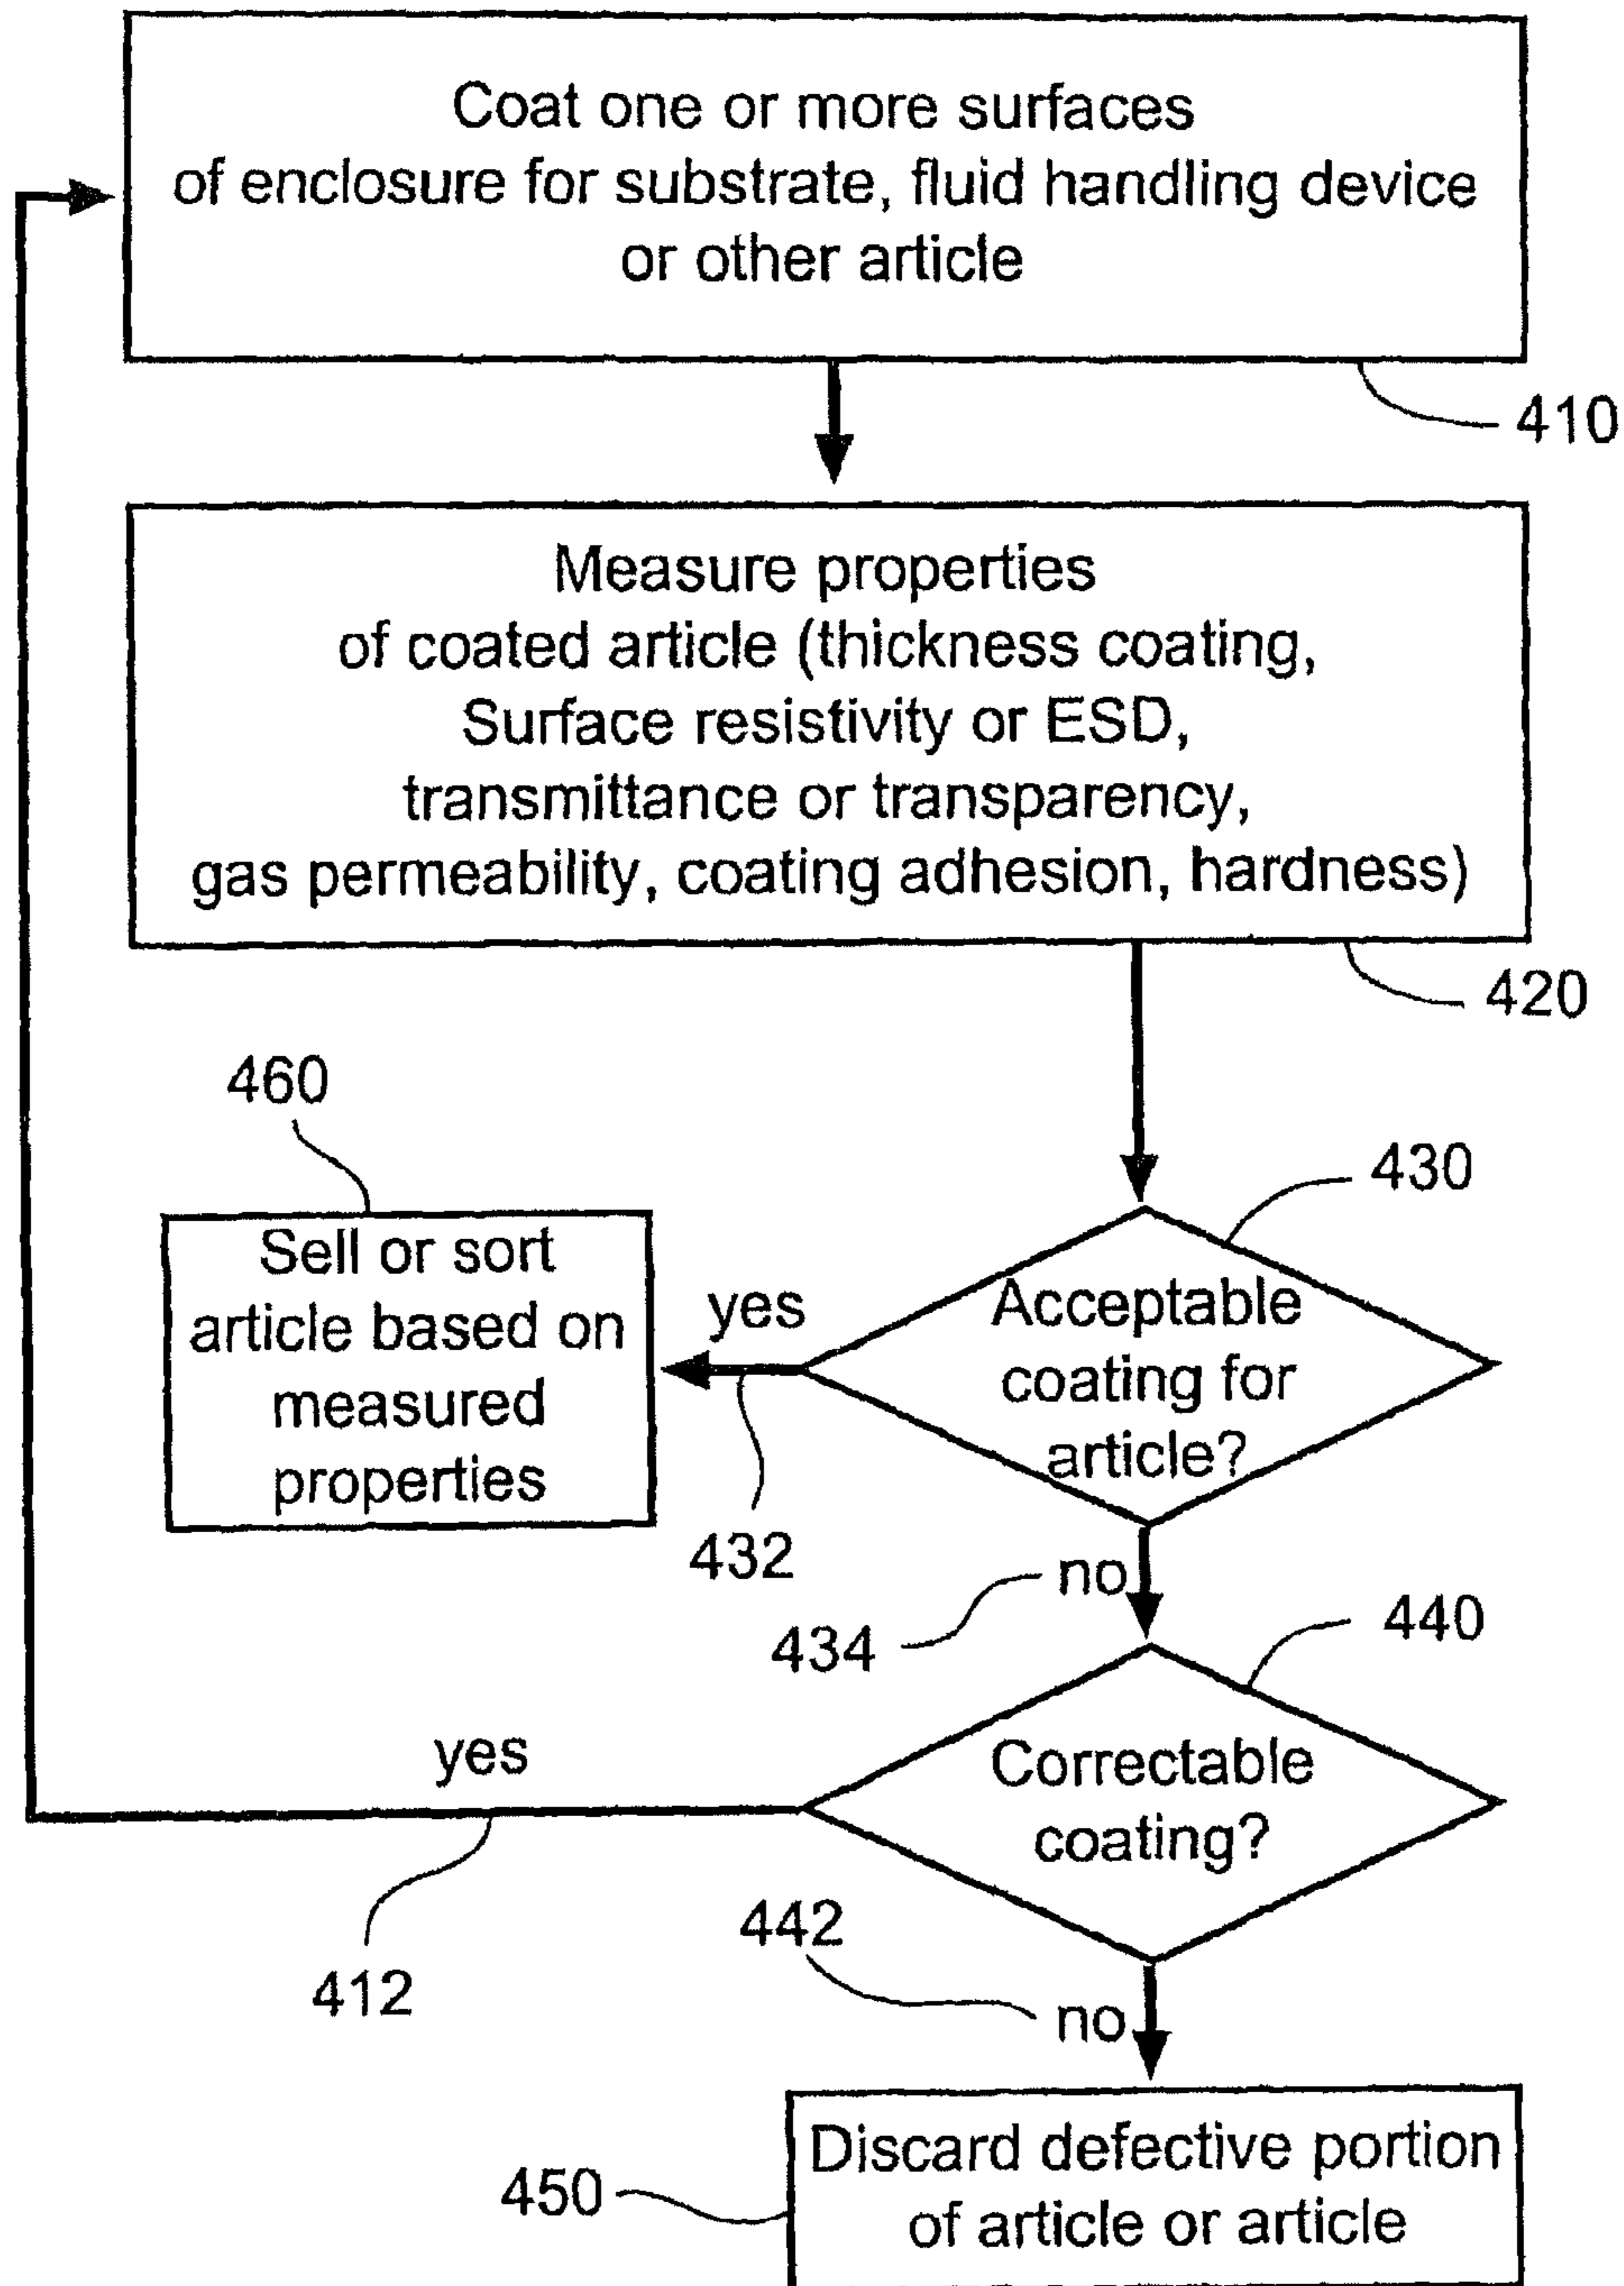 Coat one or more surfaces
of enclosure for substrate, fluid handling device
or other article
410
Measure properties
of coated article (thickness coating,
Surface resistivity or ESD,
transmittance or transparency,
gas permeability, coating adhesion, hardness)
420
460
430
Sell or sort
article based on
measured
properties
yes
432
Acceptable
coating for
article?
no
434
440
yes
412
Correctable
coating?
442
no
450
Discard defective portion
of article or article